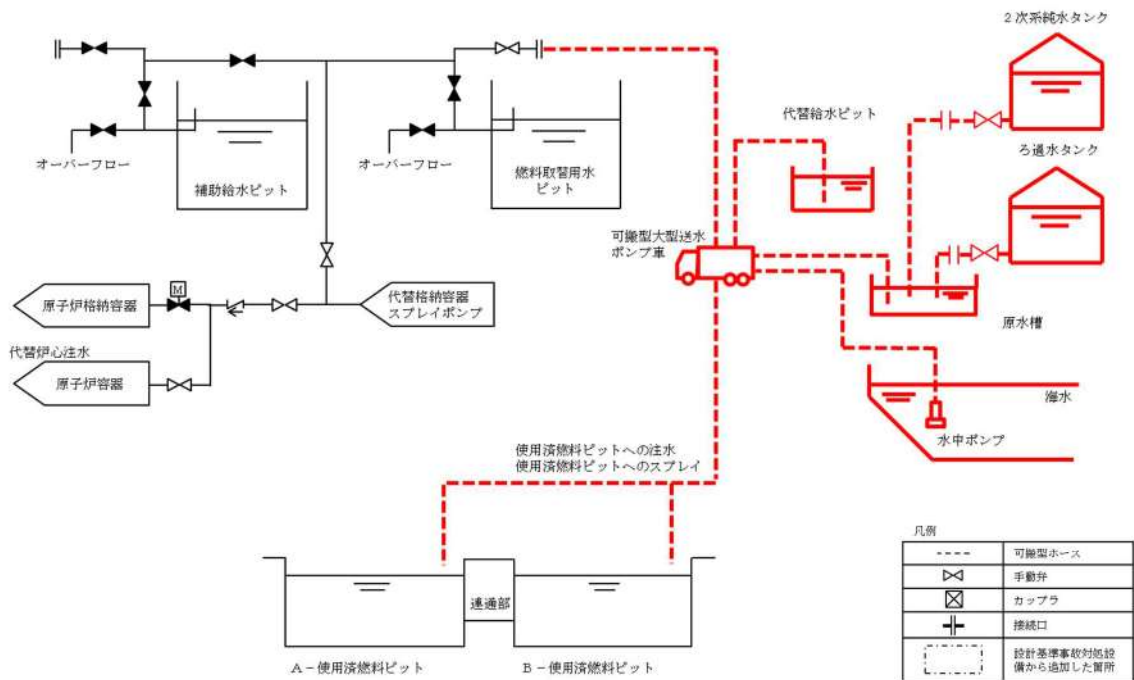 ２次系純水タンク
代替給水ピット
ろ過水タンク
オーバーフロー
補助給水ピット
オーバーフロー
燃料取替用水
ピット
可搬型大型送水
ポンプ車
原子炉格納容器
M
代替格納容器
スプレイポンプ
原水槽
代替炉心注水
原子炉容器
海水
水中ポンプ
使用済燃料ピットへの注水
使用済燃料ピットへのスプレイ
連通部
A－使用済燃料ピット
B－使用済燃料ピット
凡例
可搬型ホース
手動弁
カップラ
接続口
設計基準事故対処設
備から追加した箇所